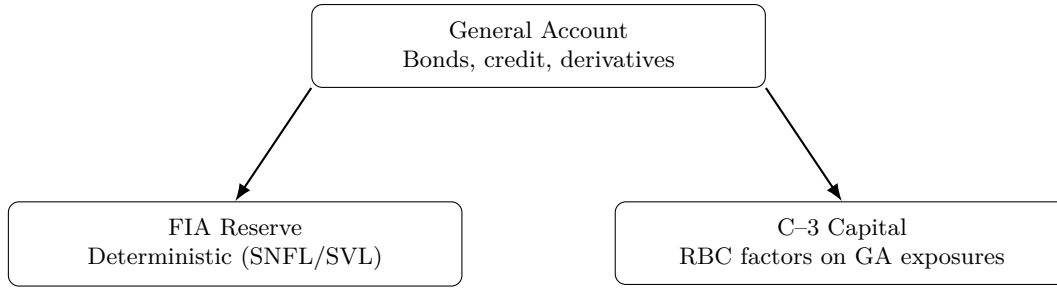 General Account
Bonds, credit, derivatives
FIA Reserve
Deterministic (SNFL/SVL)
C–3 Capital
RBC factors on GA exposures